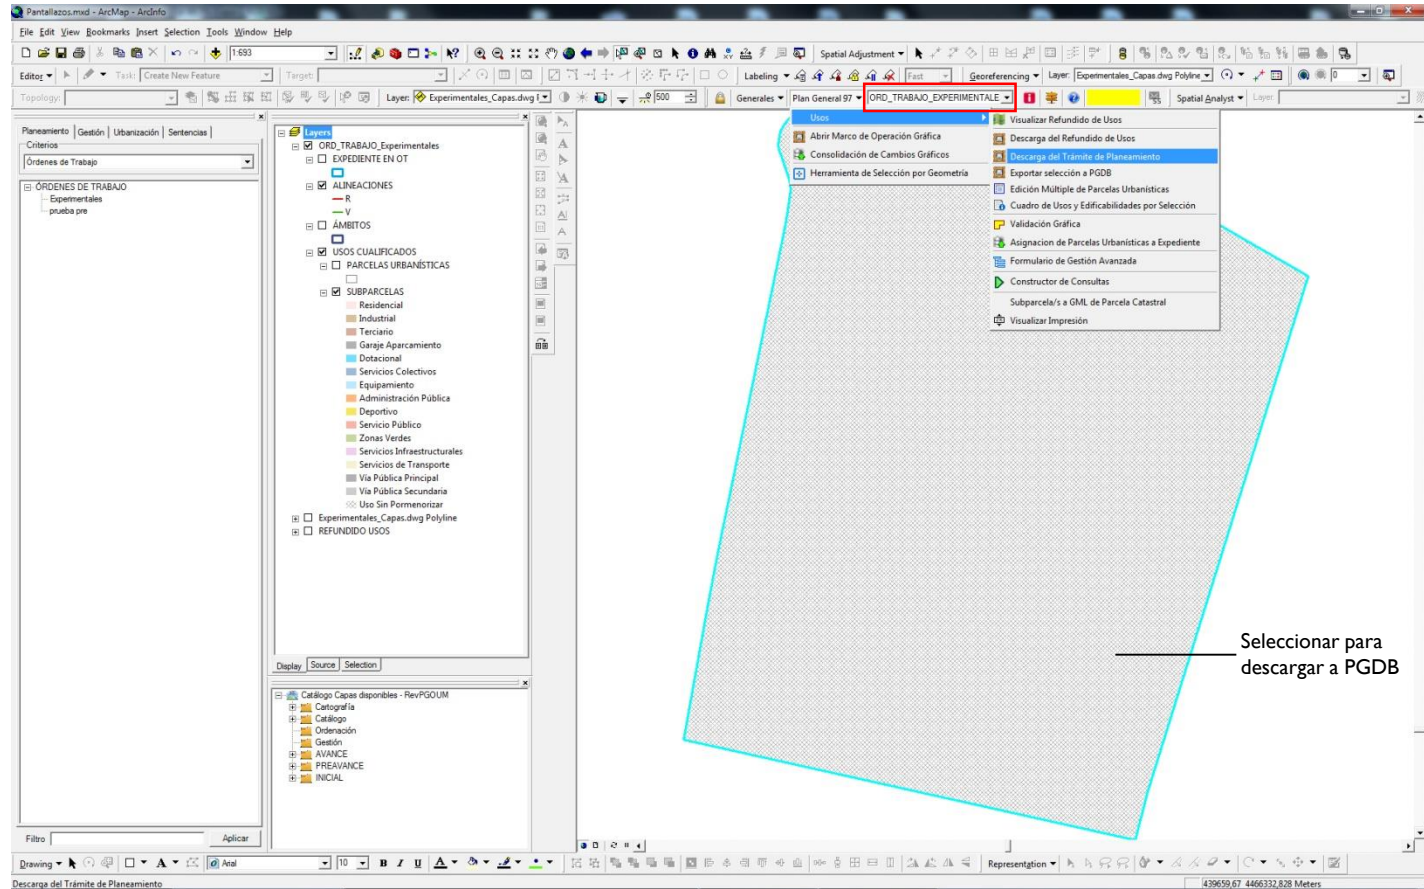 Pantallazos.mxd - ArcMap - ArcInfo
File Edit View Bookmarks Insert Selection Tools Window Help
1:693
Spatial Adjustment
Editor Task: Create New Feature Target:
Labeling Fast Georeferencing Layer: Experimentales_Capas.dwg Polyline 0
Topology: Layer: Experimentales_Capas.dwg 500 Generales Plan General 97 ORD_TRABAJO_EXPERIMENTALE Spatial Analyst Layer:
Planeamiento Gestión Urbanización Sentencias
Criterios
Órdenes de Trabajo
ÓRDENES DE TRABAJO
Experimentales
prueba pre
Filtro Aplicar
Layers
ORD_TRABAJO_Experimentales
EXPEDIENTE EN OT
ALINEACIONES
R
V
ÁMBITOS
USOS CUALIFICADOS
PARCELAS URBANÍSTICAS
SUBPARCELAS
Residencial
Industrial
Terciario
Garaje Aparcamiento
Dotacional
Servicios Colectivos
Equipamiento
Administración Pública
Deportivo
Servicio Público
Zonas Verdes
Servicios Infraestructurales
Servicios de Transporte
Vía Pública Principal
Vía Pública Secundaria
Uso Sin Pormenorizar
Experimentales_Capas.dwg Polyline
REFUNDIDO USOS
Display Source Selection
Catálogo Capas disponibles - RevPGOUM
Cartografía
Catálogo
Ordenación
Gestión
AVANCE
PREAVANCE
INICIAL
Usos
Abrir Marco de Operación Gráfica
Consolidación de Cambios Gráficos
Herramienta de Selección por Geometría
Visualizar Refundido de Usos
Descarga del Refundido de Usos
Descarga del Trámite de Planeamiento
Exportar selección a PGDB
Edición Múltiple de Parcelas Urbanísticas
Cuadro de Usos y Edificabilidades por Selección
Validación Gráfica
Asignacion de Parcelas Urbanísticas a Expediente
Formulario de Gestión Avanzada
Constructor de Consultas
Subparcela/s a GML de Parcela Catastral
Visualizar Impresión
Seleccionar para
descargar a PGDB
Drawing A Arial 10 B I U A Representation
Descarga del Trámite de Planeamiento 439659,67 4466332,828 Meters